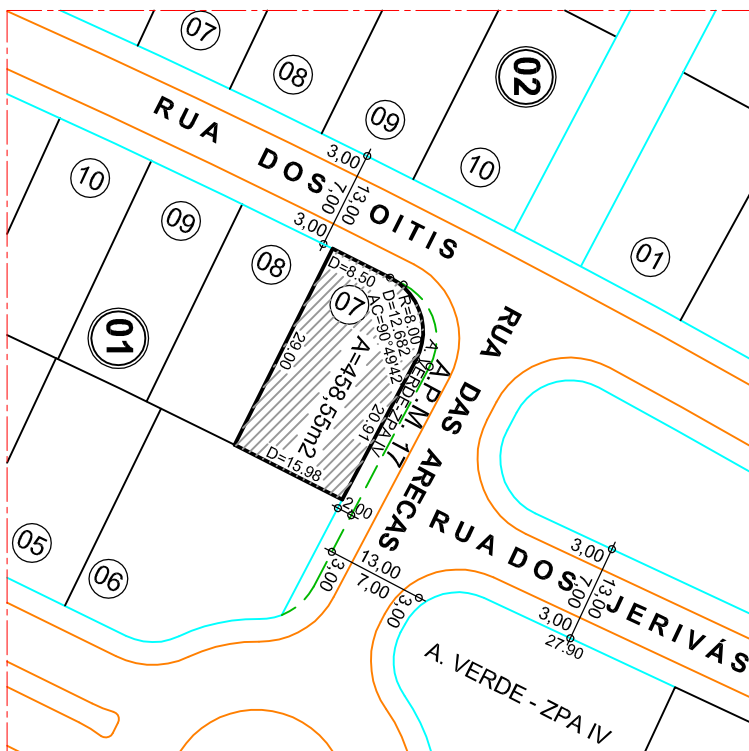 07
08
09
10
02
01
RUA DOS OITIS
3,00
7,00
13,00
3,00
10
09
08
01
07
D=8.50
R=8.00
D=12.682
AC=90°49'42
29.00
A=458,55m2
20.91
D=15.98
A. VERDE-ZPA IV
A P M 17
RUA DAS ARECAS
2,00
05
06
3,00
13,00
7,00
3,00
RUA DOS JERIVÁS
3,00
7,00
13,00
3,00
27.90
A. VERDE - ZPA IV